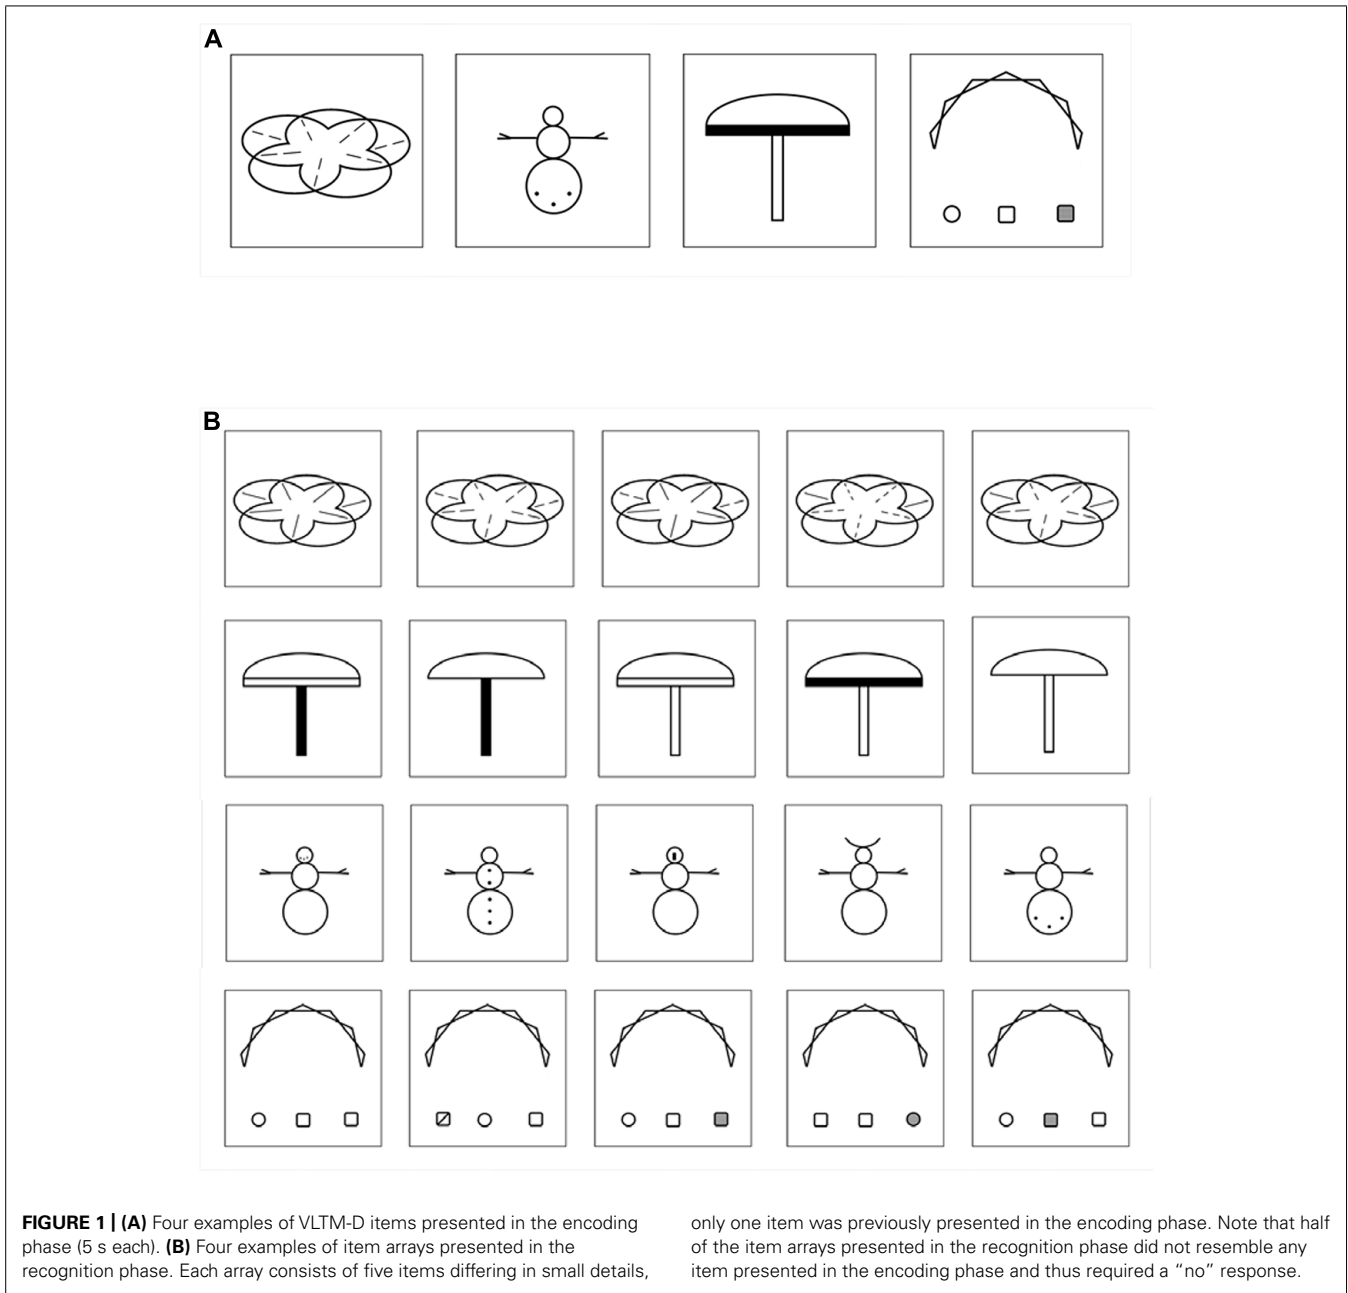 A
B
FIGURE 1 | (A) Four examples of VLTM-D items presented in the encoding
phase (5 s each). (B) Four examples of item arrays presented in the
recognition phase. Each array consists of five items differing in small details,
only one item was previously presented in the encoding phase. Note that half
of the item arrays presented in the recognition phase did not resemble any
item presented in the encoding phase and thus required a “no” response.